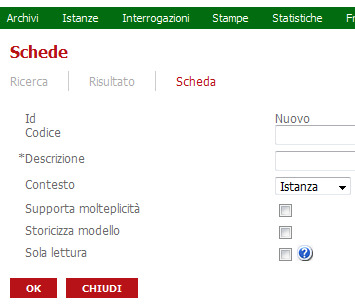 Archivi Istanze Interrogazioni Stampe Statistiche
Schede
Ricerca Risultato Scheda
Id Nuovo
Codice
*Descrizione
Contesto Istanza
Supporta molteplicità
Storicizza modello
Sola lettura ?
OK CHIUDI